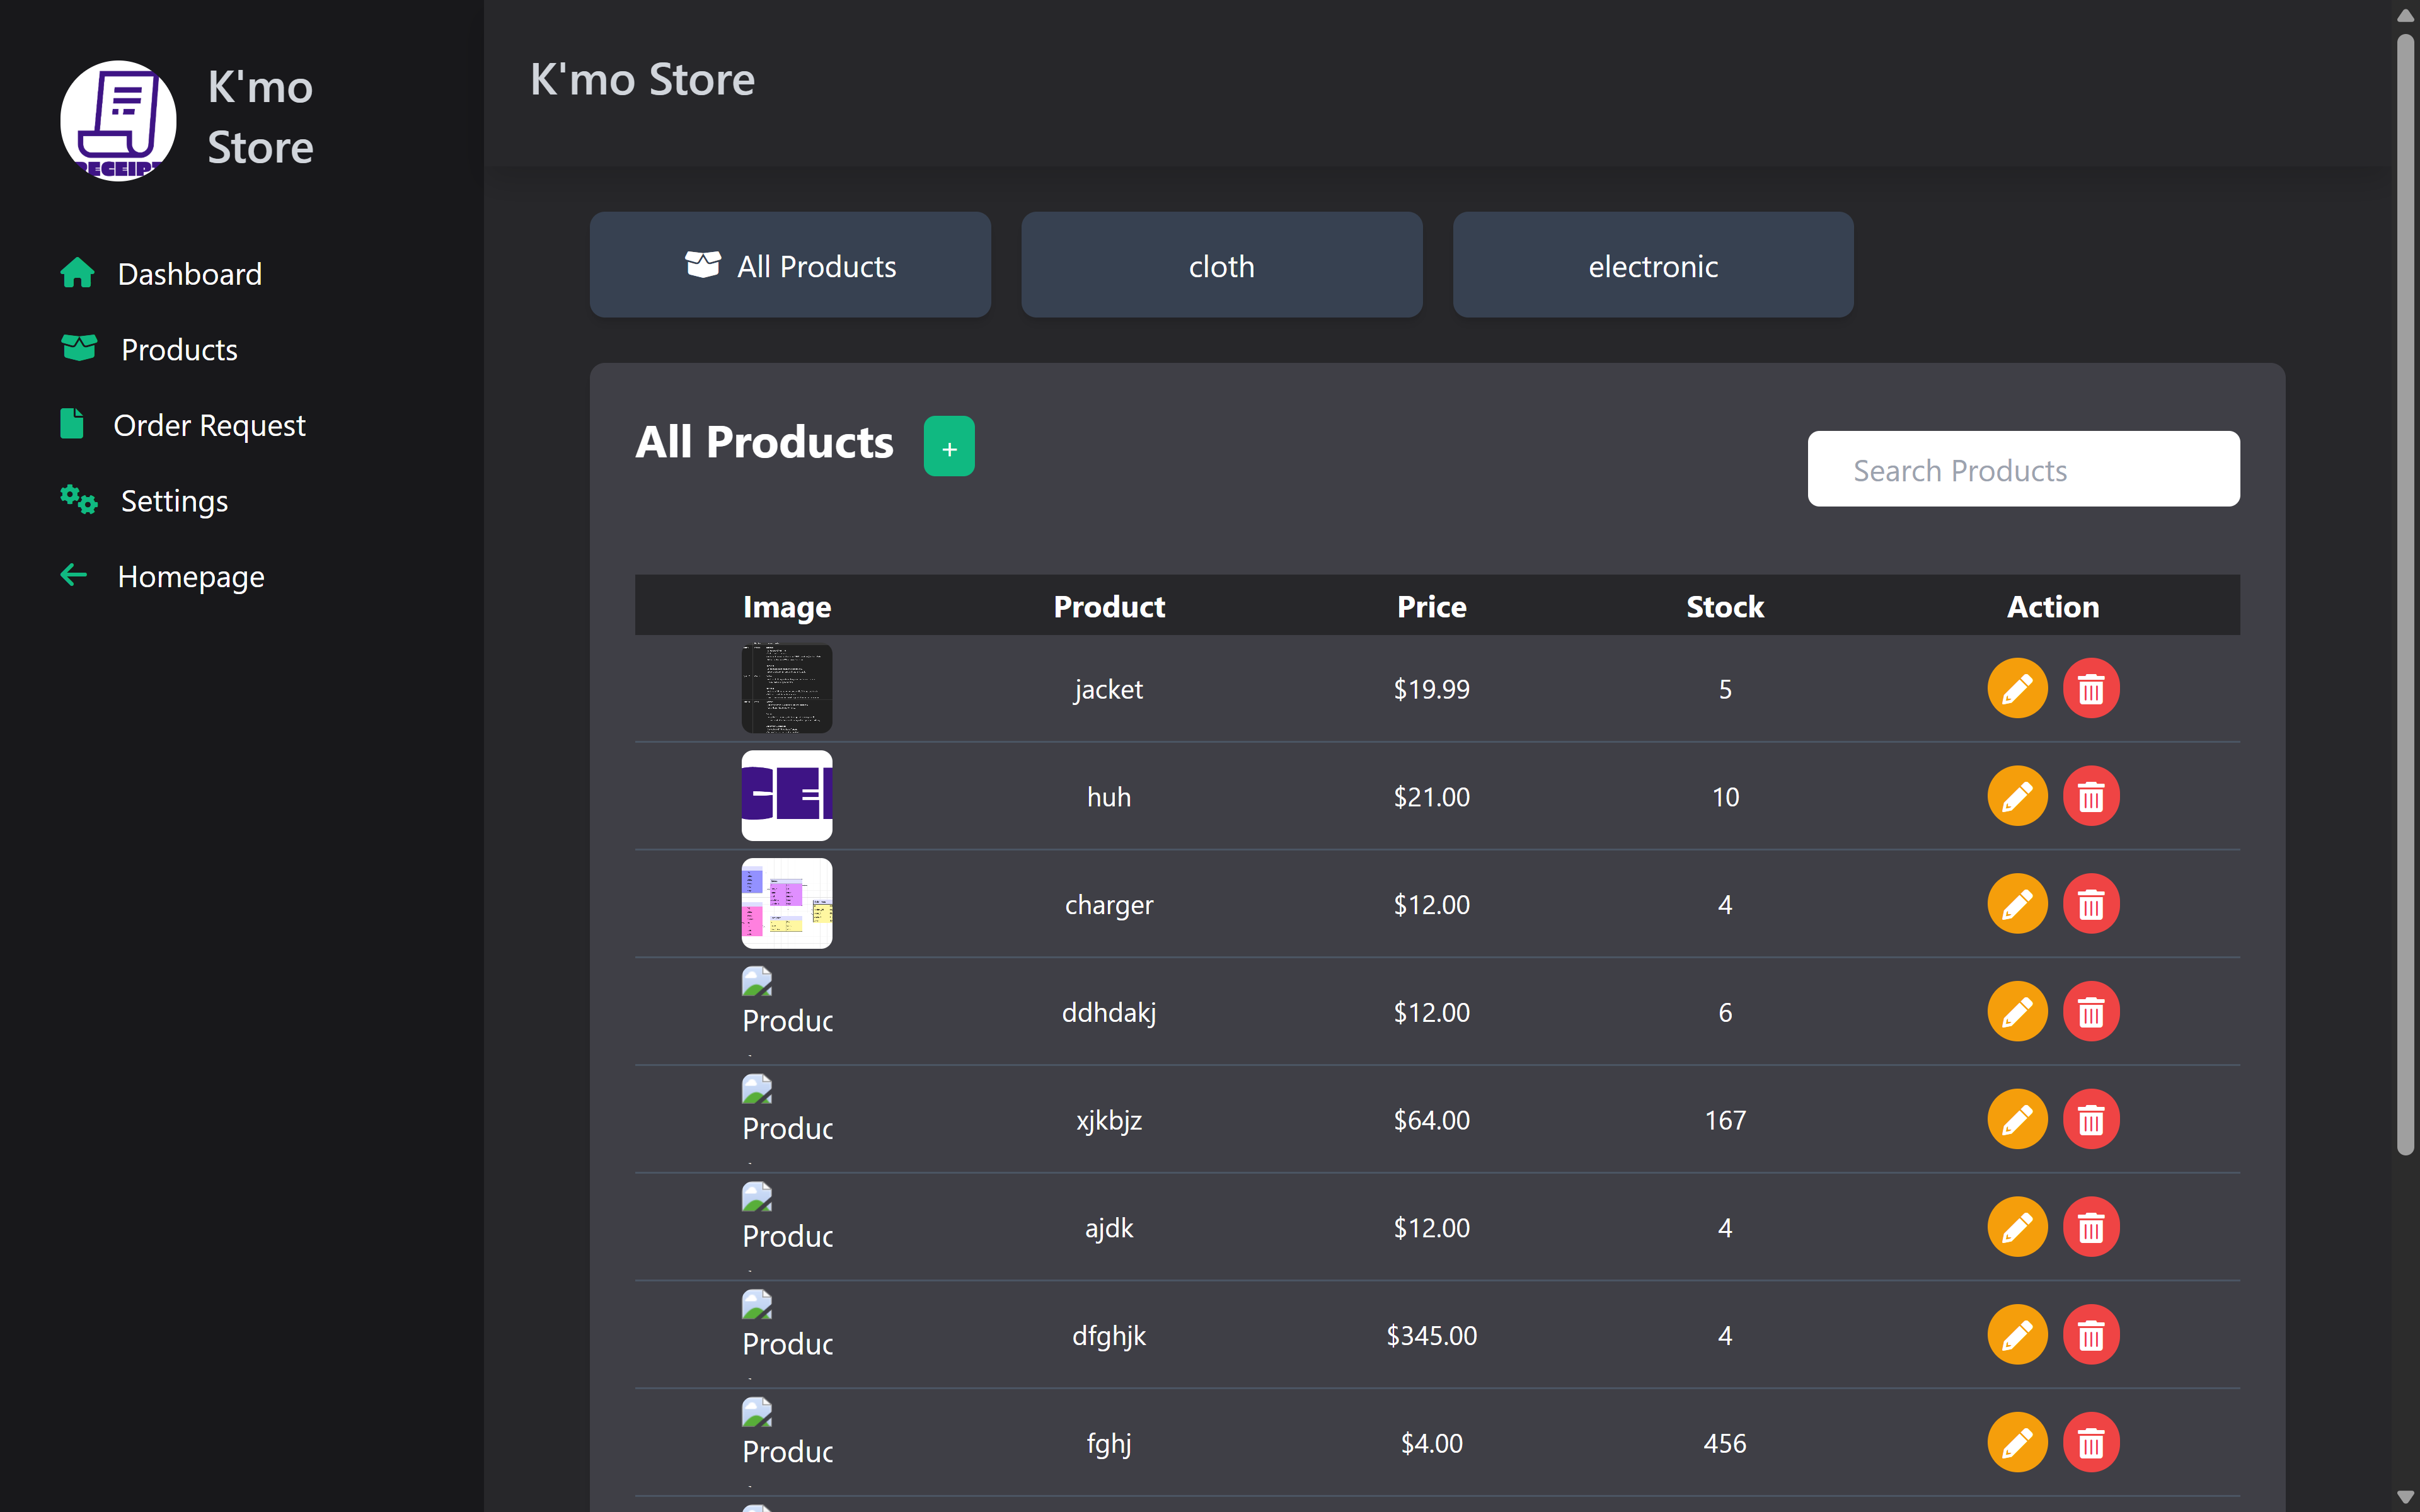 RECEIPT
K'mo
Store
Dashboard
Products
Order Request
Settings
Homepage
K'mo Store
All Products
cloth
electronic
All Products +
Search Products
Image Product Price Stock Action
jacket $19.99 5
huh $21.00 10
charger $12.00 4
Produc ddhdakj $12.00 6
Produc xjkbjz $64.00 167
Produc ajdk $12.00 4
Produc dfghjk $345.00 4
Produc fghj $4.00 456